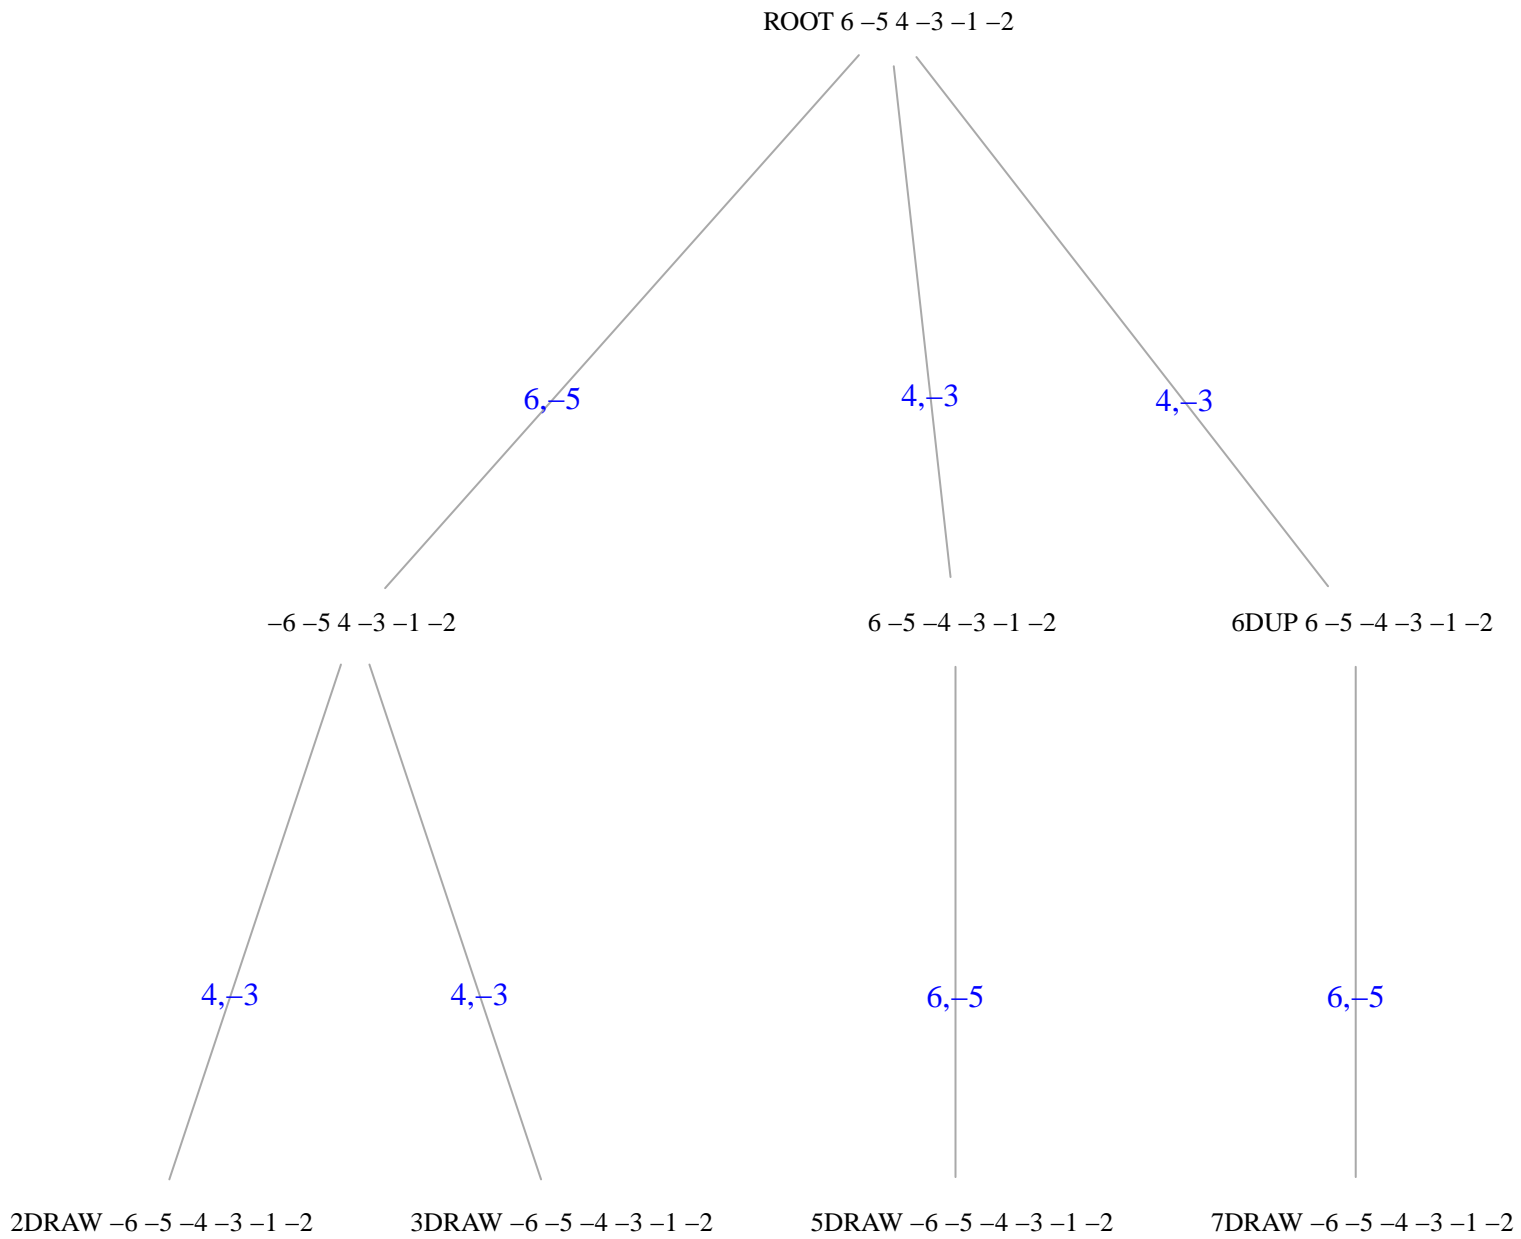 ROOT 6 –5 4 –3 –1 –2
6,–5
4,–3
4,–3
–6 –5 4 –3 –1 –2
6 –5 –4 –3 –1 –2
6DUP 6 –5 –4 –3 –1 –2
4,–3
4,–3
6,–5
6,–5
2DRAW –6 –5 –4 –3 –1 –2
3DRAW –6 –5 –4 –3 –1 –2
5DRAW –6 –5 –4 –3 –1 –2
7DRAW –6 –5 –4 –3 –1 –2